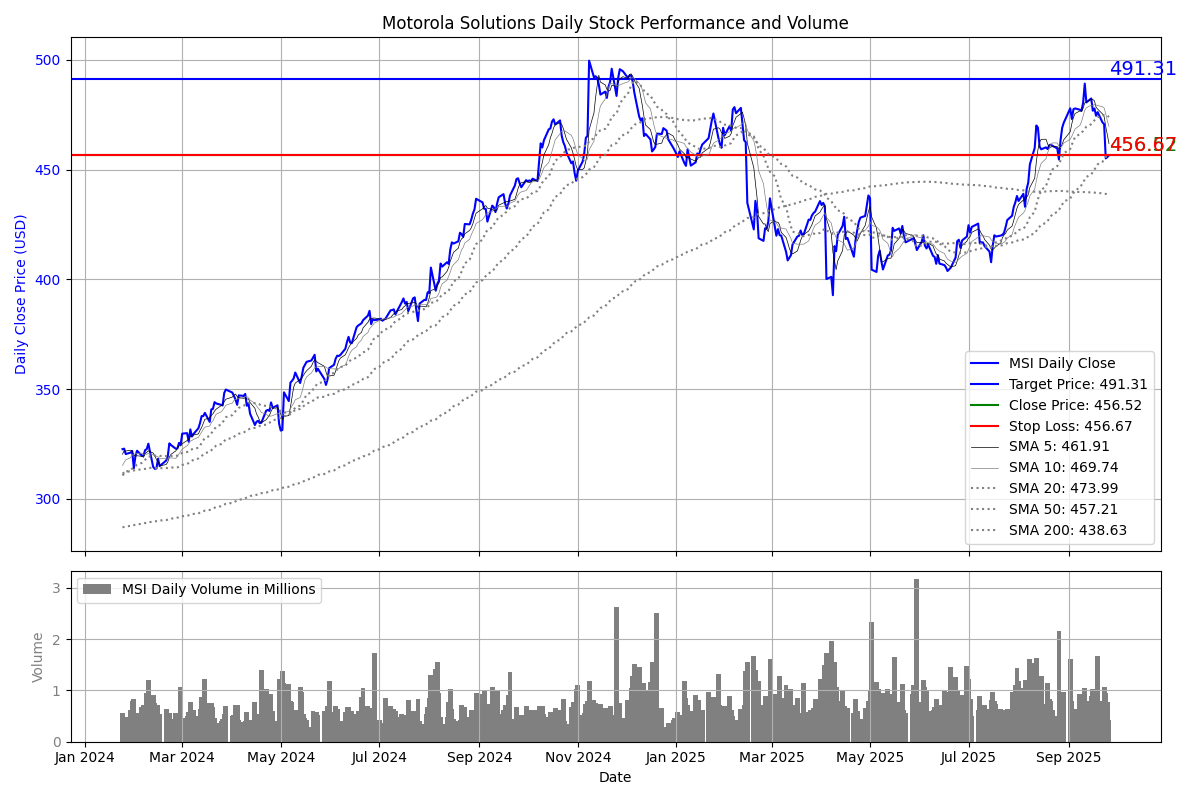 Motorola Solutions Daily Stock Performance and Volume
Daily Close Price (USD)
500
450
400
350
300
491.31
456.67
MSI Daily Close
Target Price: 491.31
Close Price: 456.52
Stop Loss: 456.67
SMA 5: 461.91
SMA 10: 469.74
SMA 20: 473.99
SMA 50: 457.21
SMA 200: 438.63
Volume
3
2
1
0
MSI Daily Volume in Millions
Jan 2024 Mar 2024 May 2024 Jul 2024 Sep 2024 Nov 2024 Jan 2025 Mar 2025 May 2025 Jul 2025 Sep 2025
Date